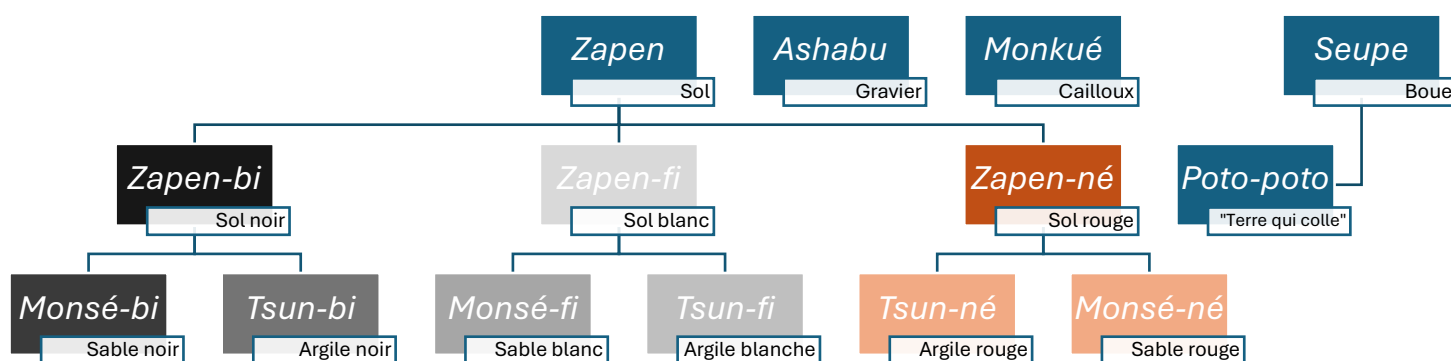 Zapen
Sol
Ashabu
Gravier
Monkué
Cailloux
Seupe
Boue
Zapen-bi
Sol noir
Zapen-fi
Sol blanc
Zapen-né
Sol rouge
Poto-poto
"Terre qui colle"
Monsé-bi
Sable noir
Tsun-bi
Argile noir
Monsé-fi
Sable blanc
Tsun-fi
Argile blanche
Tsun-né
Argile rouge
Monsé-né
Sable rouge